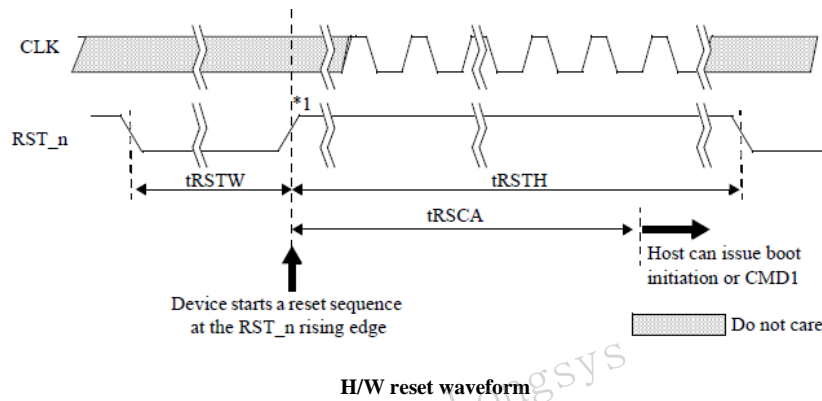 CLK
*1
RST_n
tRSTW
tRSTH
tRSCA
Host can issue boot
initiation or CMD1
Device starts a reset sequence
at the RST_n rising edge
Do not care
H/W reset waveform